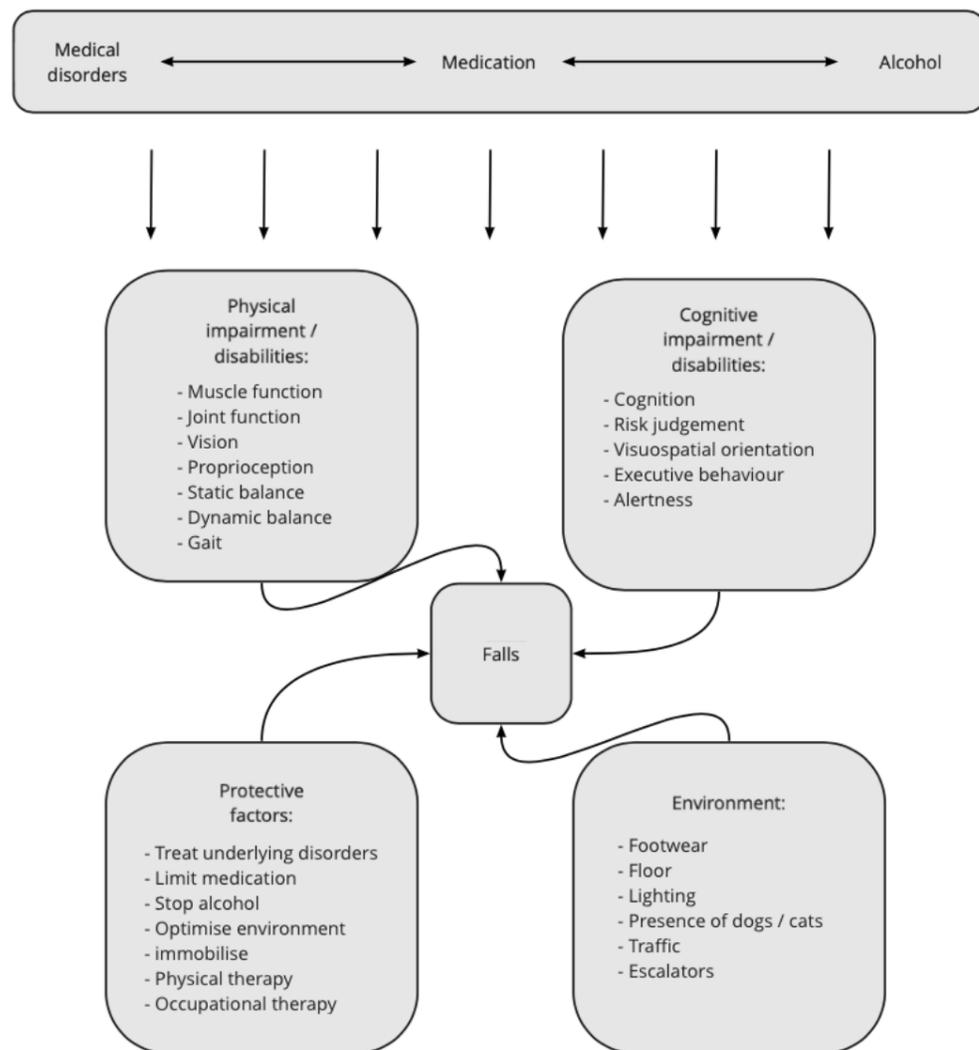 Medical
disorders
Medication
Alcohol
Physical
impairment /
disabilities:
- Muscle function
- Joint function
- Vision
- Proprioception
- Static balance
- Dynamic balance
- Gait
Cognitive
impairment /
disabilities:
- Cognition
- Risk judgement
- Visuospatial orientation
- Executive behaviour
- Alertness
Falls
Protective
factors:
- Treat underlying disorders
- Limit medication
- Stop alcohol
- Optimise environment
- immobilise
- Physical therapy
- Occupational therapy
Environment:
- Footwear
- Floor
- Lighting
- Presence of dogs / cats
- Traffic
- Escalators